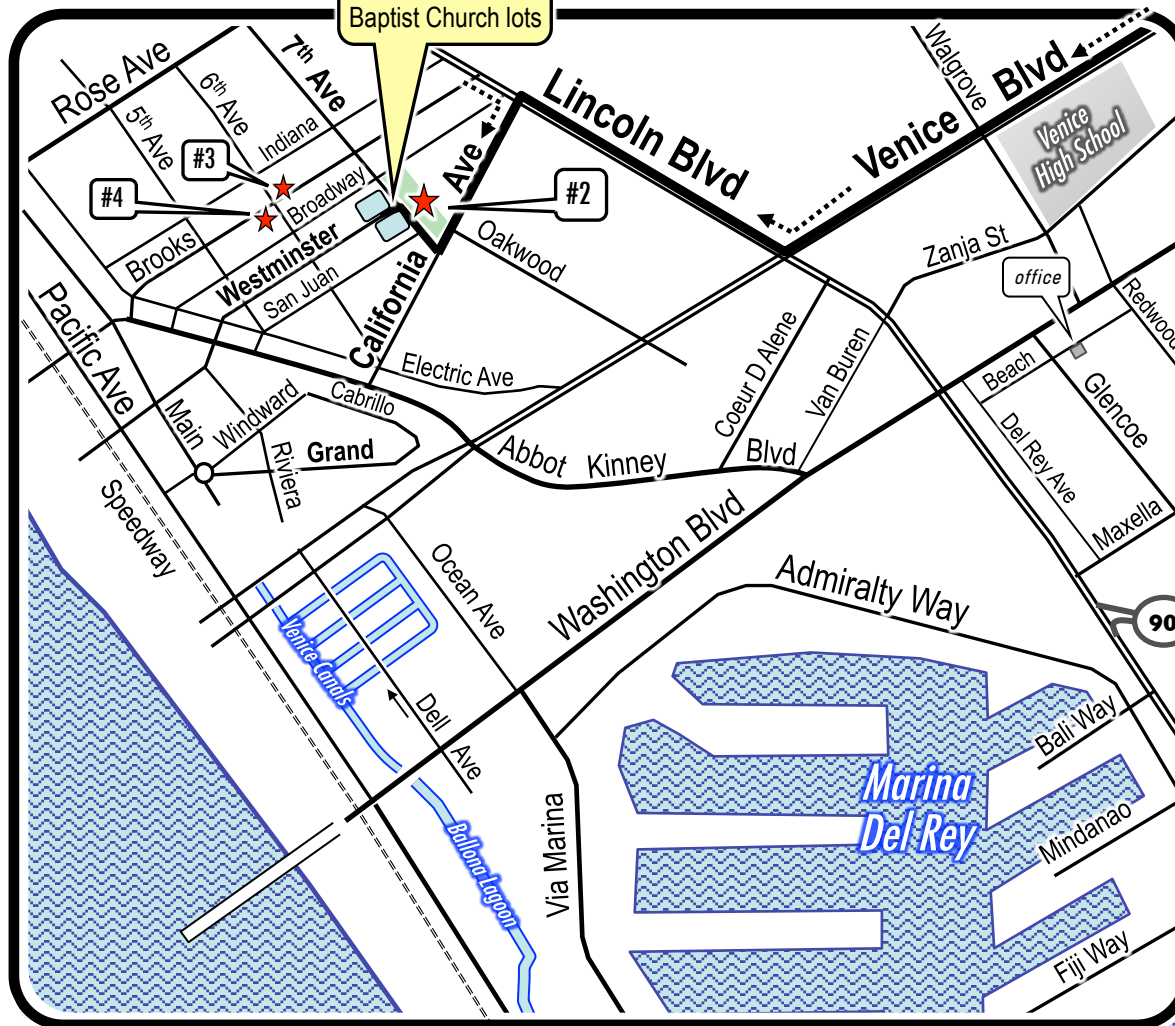 Baptist Church lots
Rose Ave
7th Ave
6th Ave
5th Ave
Indiana
#3
#4
Broadway
Brooks
Westminster
San Juan
California
Ave
#2
Oakwood
Lincoln Blvd
Venice
Blvd
Walgrove
Venice
High School
Zanja St
office
Redwood
Pacific Ave
Electric Ave
Cabrillo
Main
Windward
Riviera
Grand
Abbot Kinney Blvd
Coeur D Alene
Van Buren
Beach
Glencoe
Del Rey Ave
Maxella
Speedway
Washington Blvd
Ocean Ave
Venice Canals
Dell Ave
Admiralty Way
90
Bali Way
Marina
Del Rey
Mindanao
Via Marina
Ballona Lagoon
Fiji Way